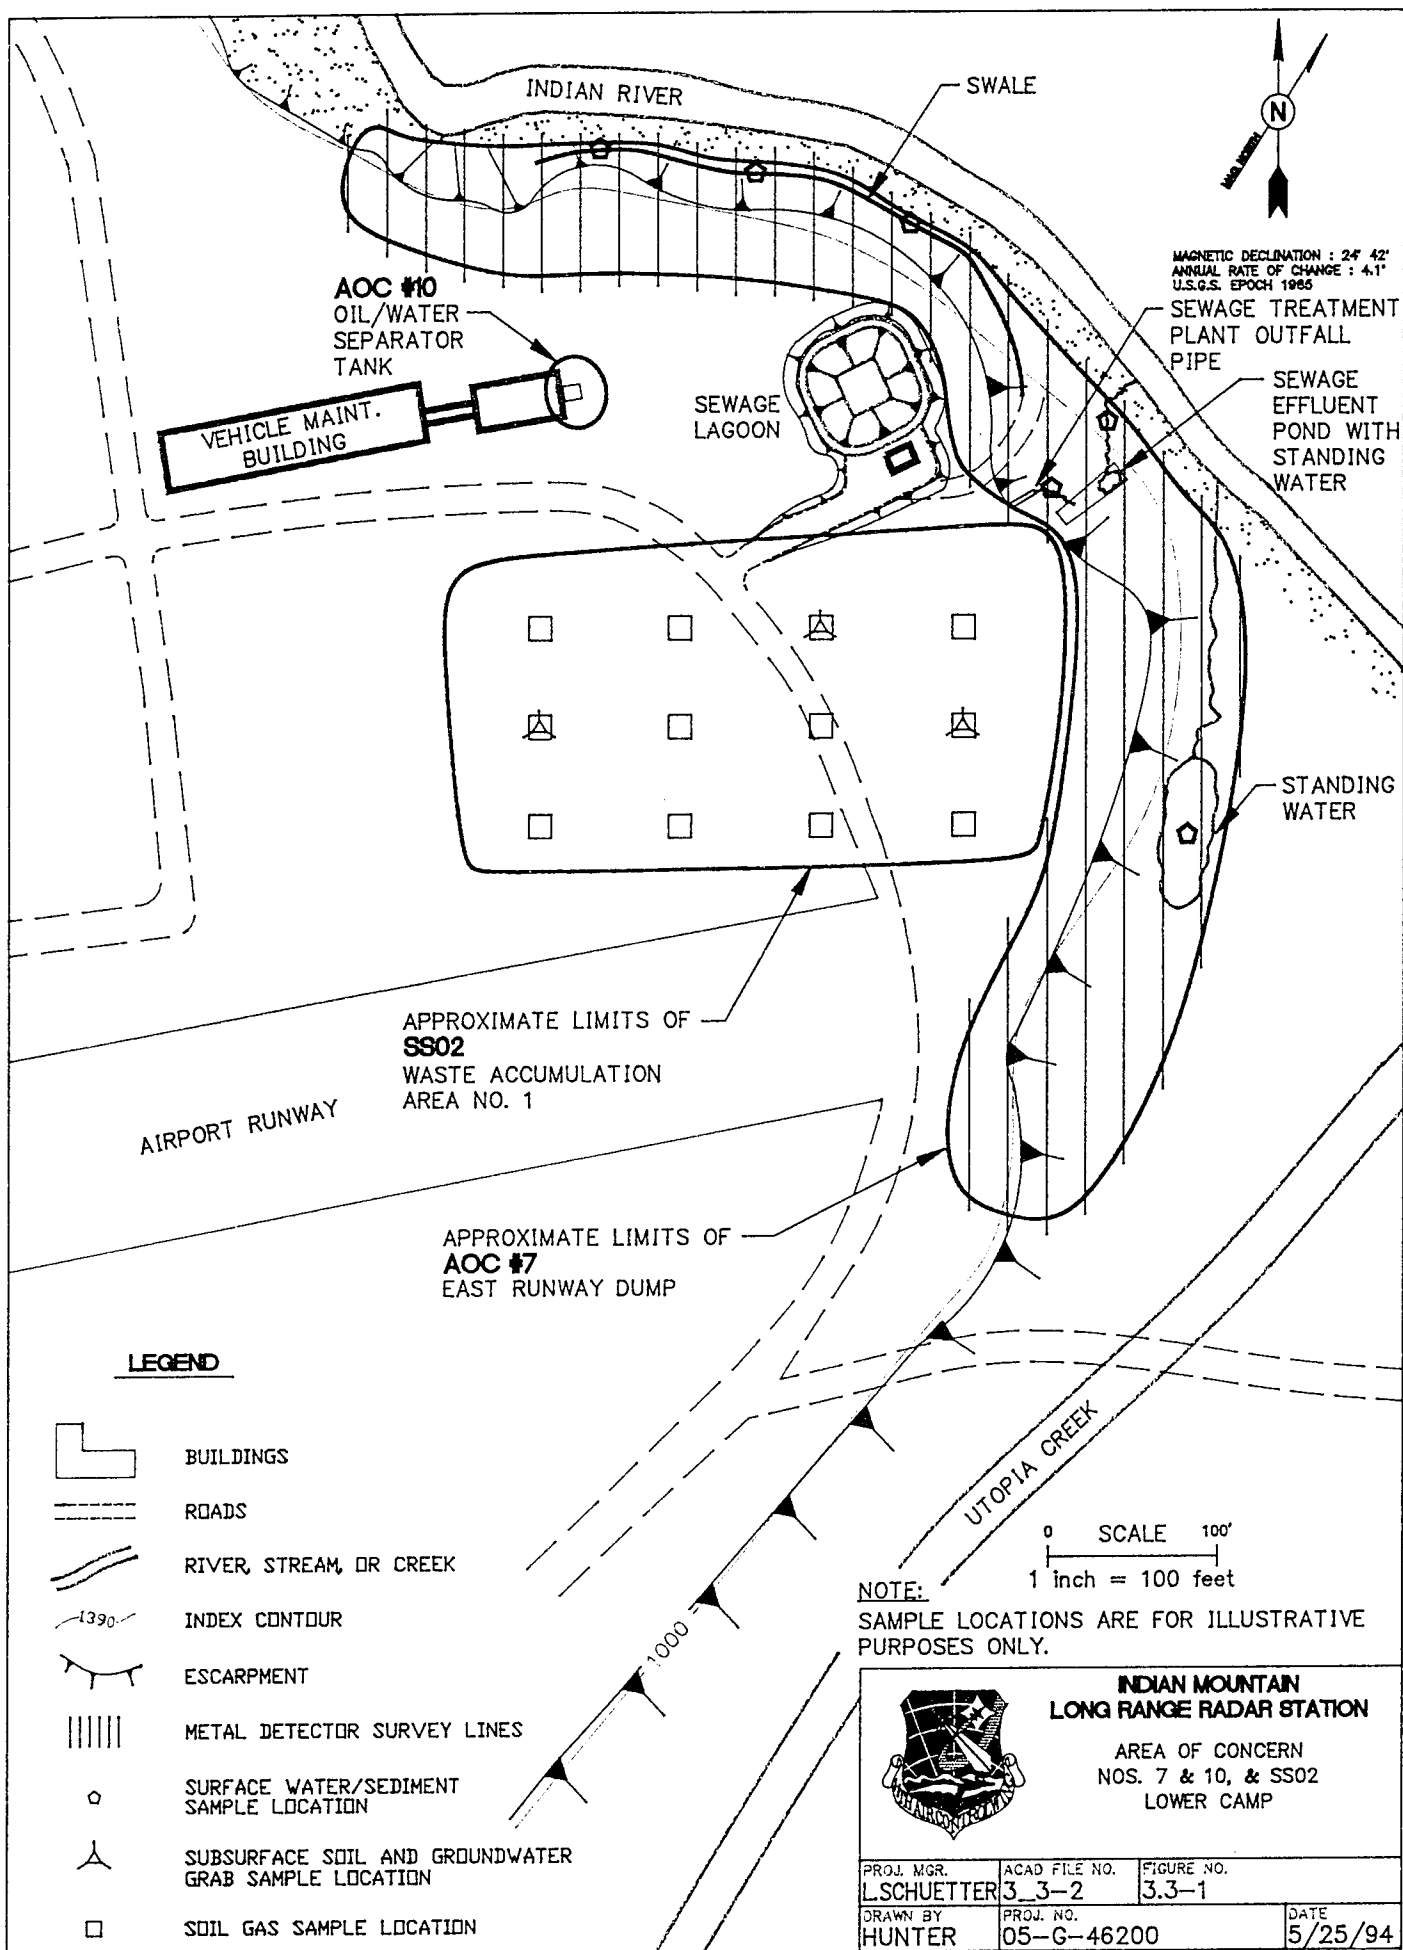 INDIAN RIVER
SWALE
N
MAG NORTH
MAGNETIC DECLINATION : 24° 42'
ANNUAL RATE OF CHANGE : 4.1'
U.S.G.S. EPOCH 1985
SEWAGE TREATMENT
PLANT OUTFALL
PIPE
SEWAGE
EFFLUENT
POND WITH
STANDING
WATER
AOC #10
OIL/WATER
SEPARATOR
TANK
VEHICLE MAINT.
BUILDING
SEWAGE
LAGOON
STANDING
WATER
APPROXIMATE LIMITS OF
SS02
WASTE ACCUMULATION
AREA NO. 1
AIRPORT RUNWAY
APPROXIMATE LIMITS OF
AOC #7
EAST RUNWAY DUMP
UTOPIA CREEK
1000
LEGEND
BUILDINGS
ROADS
RIVER, STREAM, OR CREEK
1390
INDEX CONTOUR
ESCARPMENT
METAL DETECTOR SURVEY LINES
SURFACE WATER/SEDIMENT
SAMPLE LOCATION
SUBSURFACE SOIL AND GROUNDWATER
GRAB SAMPLE LOCATION
SOIL GAS SAMPLE LOCATION
0 SCALE 100'
1 inch = 100 feet
NOTE:
SAMPLE LOCATIONS ARE FOR ILLUSTRATIVE
PURPOSES ONLY.
INDIAN MOUNTAIN
LONG RANGE RADAR STATION
AREA OF CONCERN
NOS. 7 & 10, & SS02
LOWER CAMP
PROJ. MGR. ACAD FILE NO. FIGURE NO.
L.SCHUETTER 3_3-2 3.3-1
DRAWN BY PROJ. NO. DATE
HUNTER 05-G-46200 5/25/94